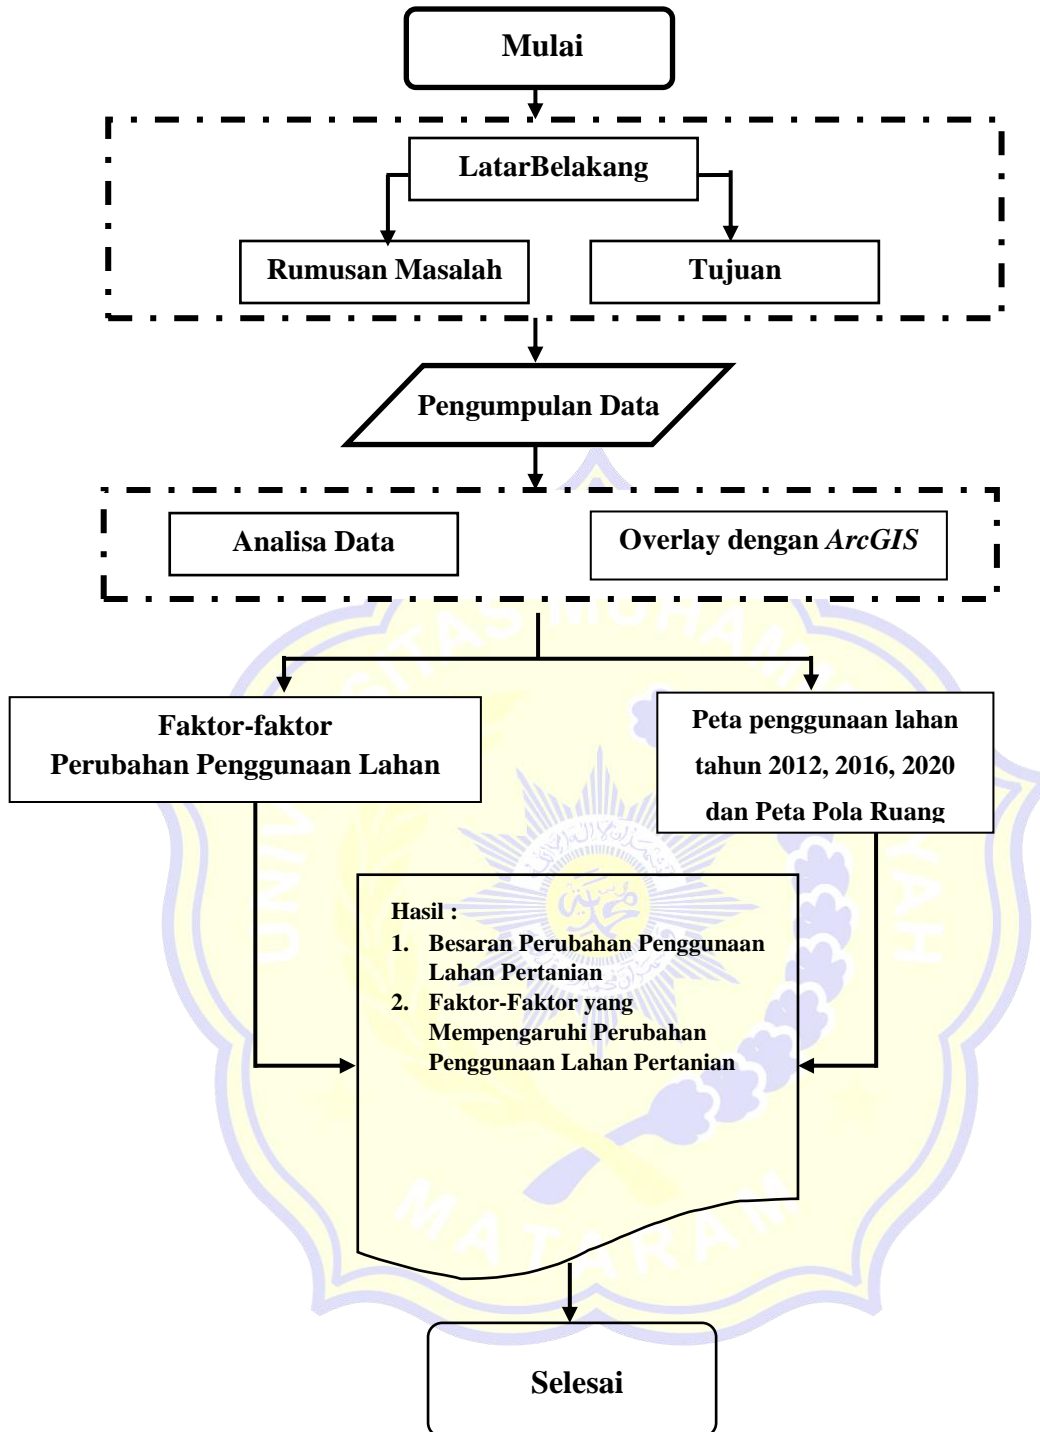 Mulai
LatarBelakang
Rumusan Masalah
Tujuan
Pengumpulan Data
Analisa Data
Overlay dengan ArcGIS
Faktor-faktor
Perubahan Penggunaan Lahan
Peta penggunaan lahan
tahun 2012, 2016, 2020
dan Peta Pola Ruang
Hasil :
1. Besaran Perubahan Penggunaan
Lahan Pertanian
2. Faktor-Faktor yang
Mempengaruhi Perubahan
Penggunaan Lahan Pertanian
Selesai
MATARAM